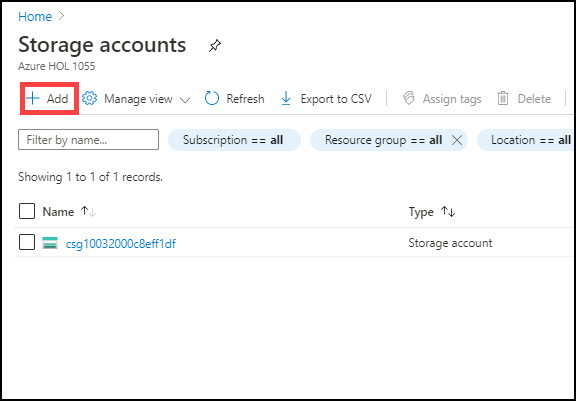 Home >
Storage accounts
Azure HOL 1055
+ Add Manage view Refresh Export to CSV Assign tags Delete
Filter by name... Subscription == all Resource group == all Location == all
Showing 1 to 1 of 1 records.
Name ↑↓ Type ↑↓
csg10032000c8eff1df Storage account